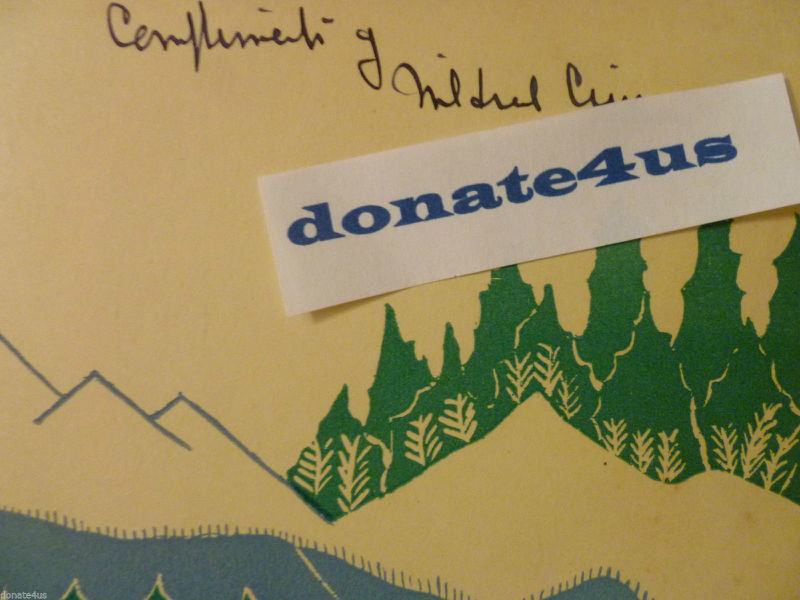 Compliments of
Mildred
donate4us
donate4us